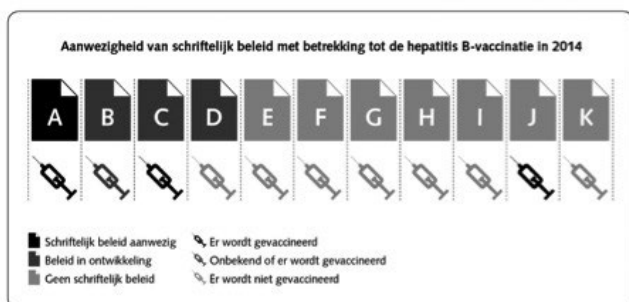 Aanwezigheid van schriftelijk beleid met betrekking tot de hepatitis B-vaccinatie in 2014
A B C D E F G H I J K
Schriftelijk beleid aanwezig
Beleid in ontwikkeling
Geen schriftelijk beleid
Er wordt gevaccineerd
Onbekend of er wordt gevaccineerd
Er wordt niet gevaccineerd